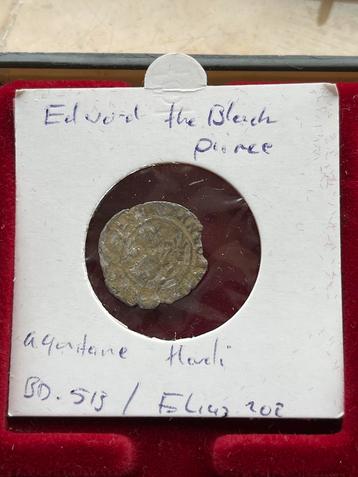 Edward the Black
Prince
aquitaine Hardi
BD. 513 / Elias 202